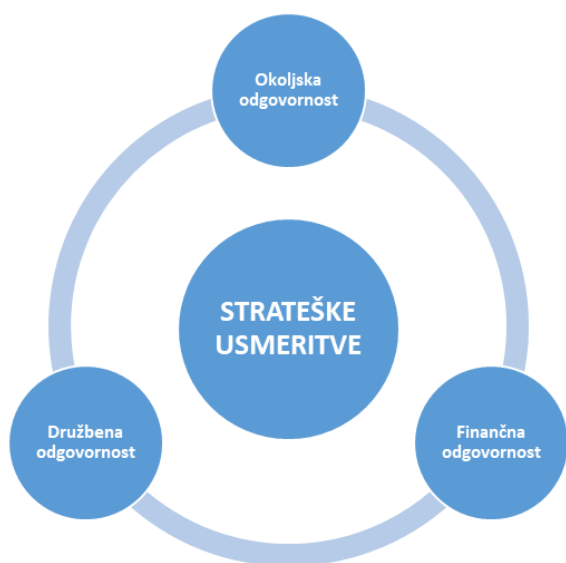 Okoljska
odgovornost
STRATEŠKE
USMERITVE
Družbena
odgovornost
Finančna
odgovornost